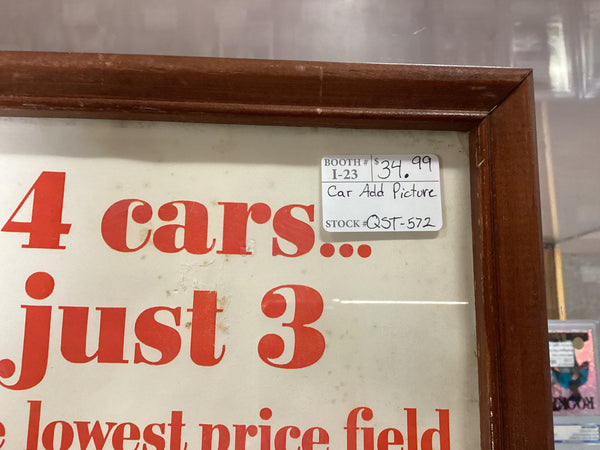 BOOTH # $34.99
I-23
Car Add Picture
STOCK # QST-572
4 cars...
just 3
e lowest price field